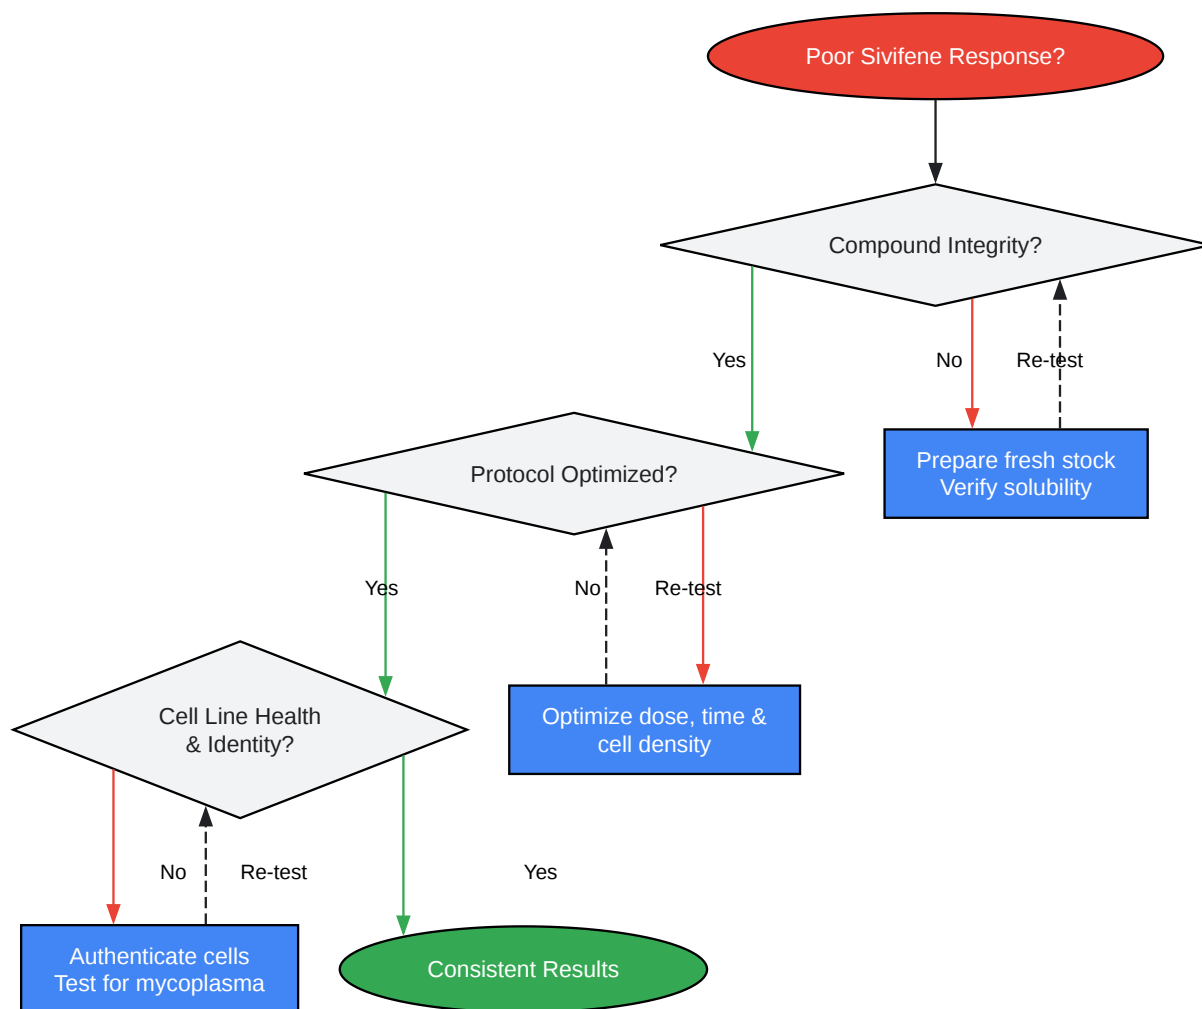 Poor Sivifene Response?
Compound Integrity?
Yes
No
Re-test
Prepare fresh stock
Verify solubility
Protocol Optimized?
Yes
No
Re-test
Optimize dose, time &
cell density
Cell Line Health
& Identity?
No
Re-test
Yes
Authenticate cells
Test for mycoplasma
Consistent Results